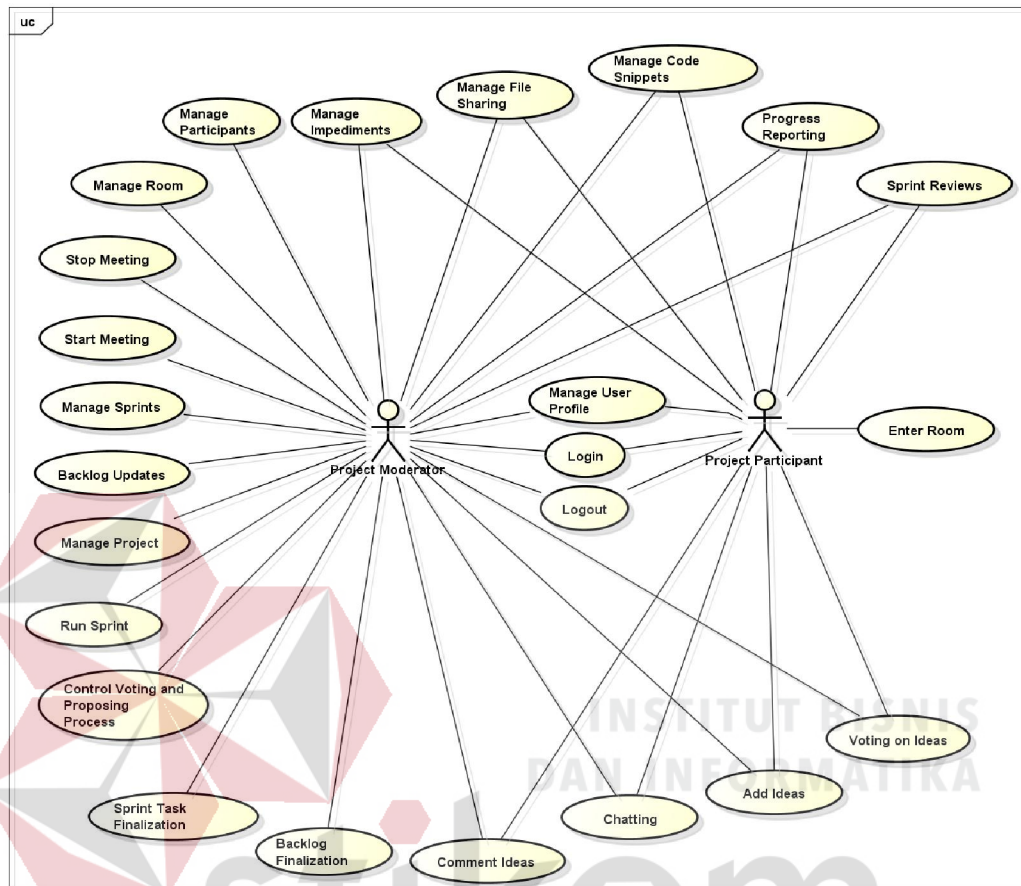 uc
Manage Code
Snippets
Manage File
Sharing
Manage
Participants
Manage
Impediments
Progress
Reporting
Manage Room
Sprint Reviews
Stop Meeting
Start Meeting
Manage Sprints
Manage User
Profile
Enter Room
Login
Project Moderator
Project Participant
Backlog Updates
Logout
Manage Project
Run Sprint
Control Voting and
Proposing
Process
INSTITUT BISNIS
DAN INFORMATIKA
Voting on Ideas
Add Ideas
Sprint Task
Finalization
Chatting
Backlog
Finalization
Comment Ideas
stikom